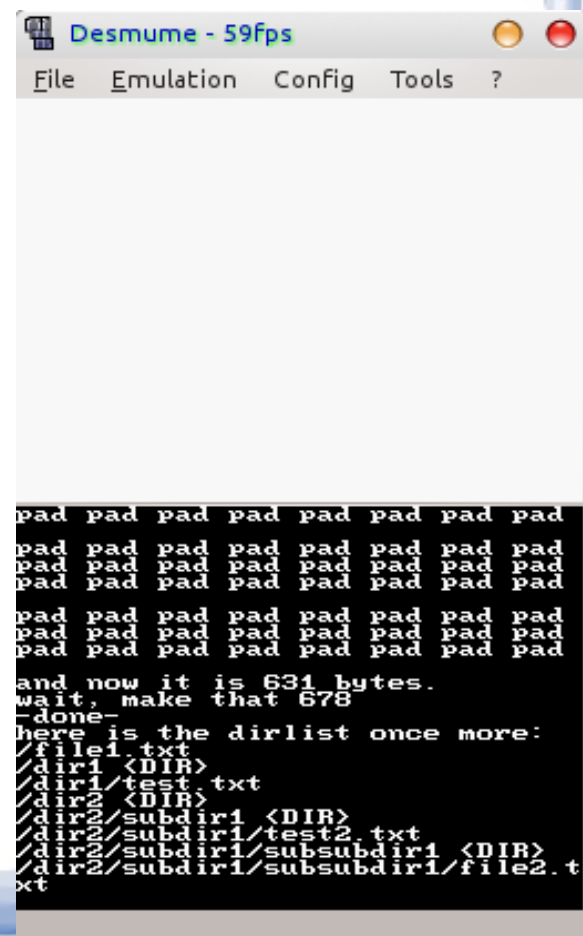 Desmume - 59fps
File Emulation Config Tools ?
pad pad pad pad pad pad pad pad
pad pad pad pad pad pad pad pad
pad pad pad pad pad pad pad pad
pad pad pad pad pad pad pad pad
pad pad pad pad pad pad pad pad
pad pad pad pad pad pad pad pad
pad pad pad pad pad pad pad pad
and now it is 631 bytes.
wait, make that 678
-done-
here is the dirlist once more:
/file1.txt
/dir1 <DIR>
/dir1/test.txt
/dir2 <DIR>
/dir2/subdir1 <DIR>
/dir2/subdir1/test2.txt
/dir2/subdir1/subsubdir1 <DIR>
/dir2/subdir1/subsubdir1/file2.t
xt